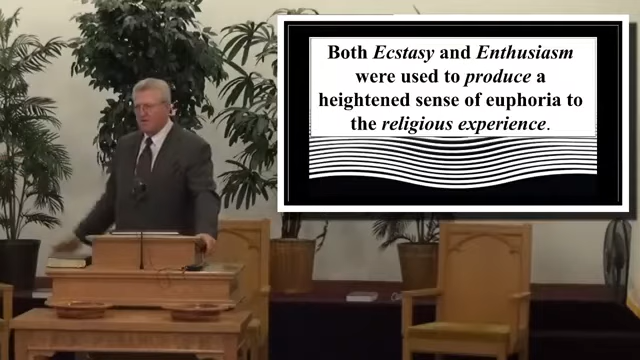 Both Ecstasy and Enthusiasm
were used to produce a
heightened sense of euphoria to
the religious experience.